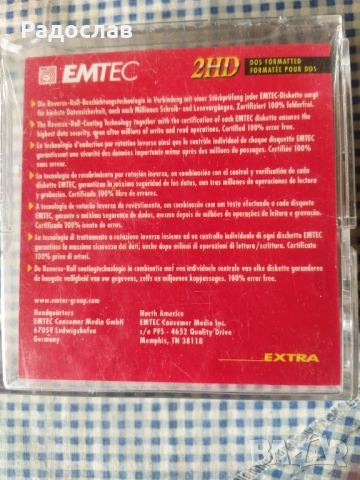 Радослав
EMTEC
2HD
DOS FORMATTED
FORMATÉE POUR DOS
Die Reverse-Roll-Beschichtungstechnologie in Verbindung mit einer Stückprüfung jeder EMTEC-Diskette sorgt
für höchste Datensicherheit, auch nach Millionen Schreib- und Lesevorgängen. Zertifiziert 100% fehlerfrei.
The Reverse-Roll-Coating Technology together with the certification of each EMTEC diskette ensures the
highest data security, even after millions of write and read operations. Certified 100% error free.
La technologie d'enduction par rotation inverse ainsi que le contrôle individuel de chaque disquette EMTEC
garantissent une sécurité des données importante même après des millions de passages. Certifiée 100%
sans erreur.
La tecnología de recubrimiento por rotación inversa, en combinación con el control y verificación de cada
diskette EMTEC, garantizan la máxima seguridad de los datos, aun tras millones de operaciones de lectura
y grabación. Certificado 100% libre de errores.
A tecnologia de rotação inversa de revestimento, em combinação com um teste efectuado a cada disquete
EMTEC, garante o máximo segurança de dados, mesmo depois de milhões de operações de leitura e gravação.
Certificado 100% isento de erros.
La tecnologia di trattamento a rotazione inversa insieme ad un controllo individuale di ogni dischetto EMTEC
garantiscono la massima sicurezza dei dati, anche dopo milioni di operazioni di lettura/scrittura. Certificato
100% privo di errori.
De Reverse-Roll coatingtechnologie in combinatie met een individuele controle van elke diskette garanderen
de hoogste veiligheid van uw gegevens, zelfs na miljoenen koppassages. 100% error free.
www.emtec-group.com
Headquarters
EMTEC Consumer Media GmbH
67059 Ludwigshafen
Germany
North America
EMTEC Consumer Media Inc.
c/o PPS - 4652 Quality Drive
Memphis, TN 38118
EXTRA
BAZAR